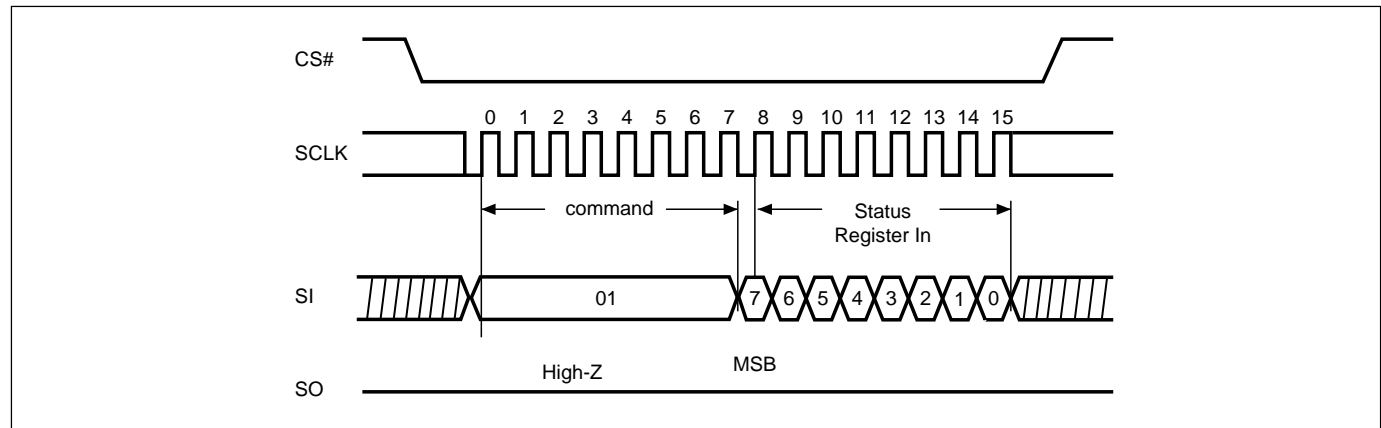 CS#
0 1 2 3 4 5 6 7 8 9 10 11 12 13 14 15
SCLK
command
Status
Register In
SI
01
7 6 5 4 3 2 1 0
High-Z
MSB
SO